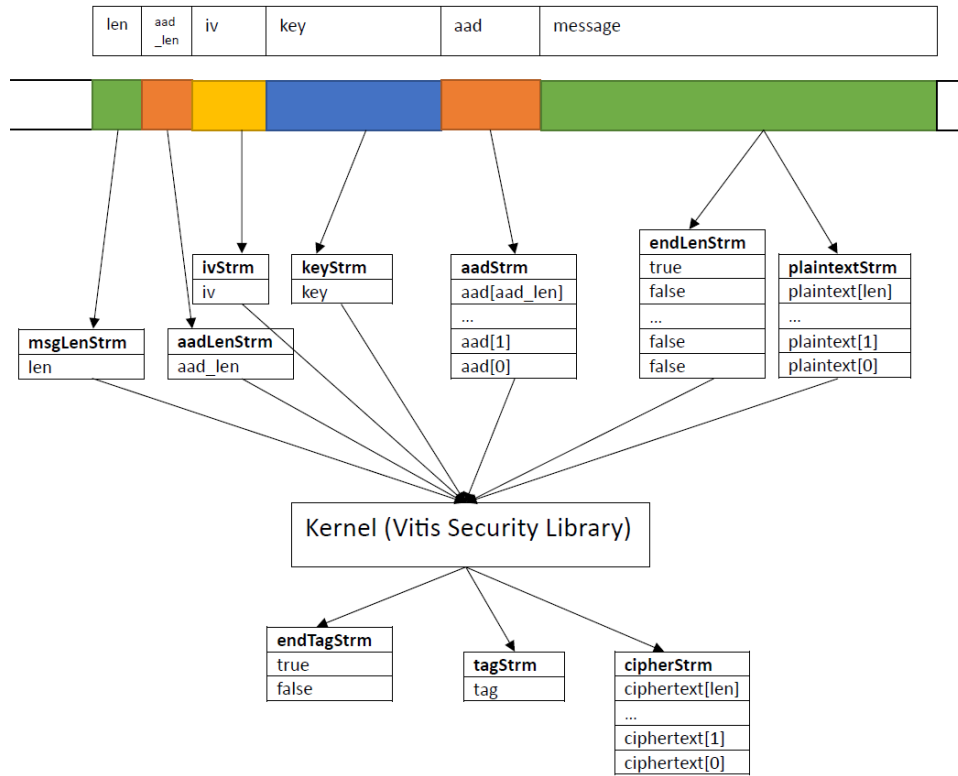 len
aad
_len
iv
key
aad
message
ivStrm
iv
keyStrm
key
aadStrm
aad[aad_len]
...
aad[1]
aad[0]
endLenStrm
true
false
...
false
false
plaintextStrm
plaintext[len]
...
plaintext[1]
plaintext[0]
msgLenStrm
len
aadLenStrm
aad_len
Kernel (Vitis Security Library)
endTagStrm
true
false
tagStrm
tag
cipherStrm
ciphertext[len]
...
ciphertext[1]
ciphertext[0]